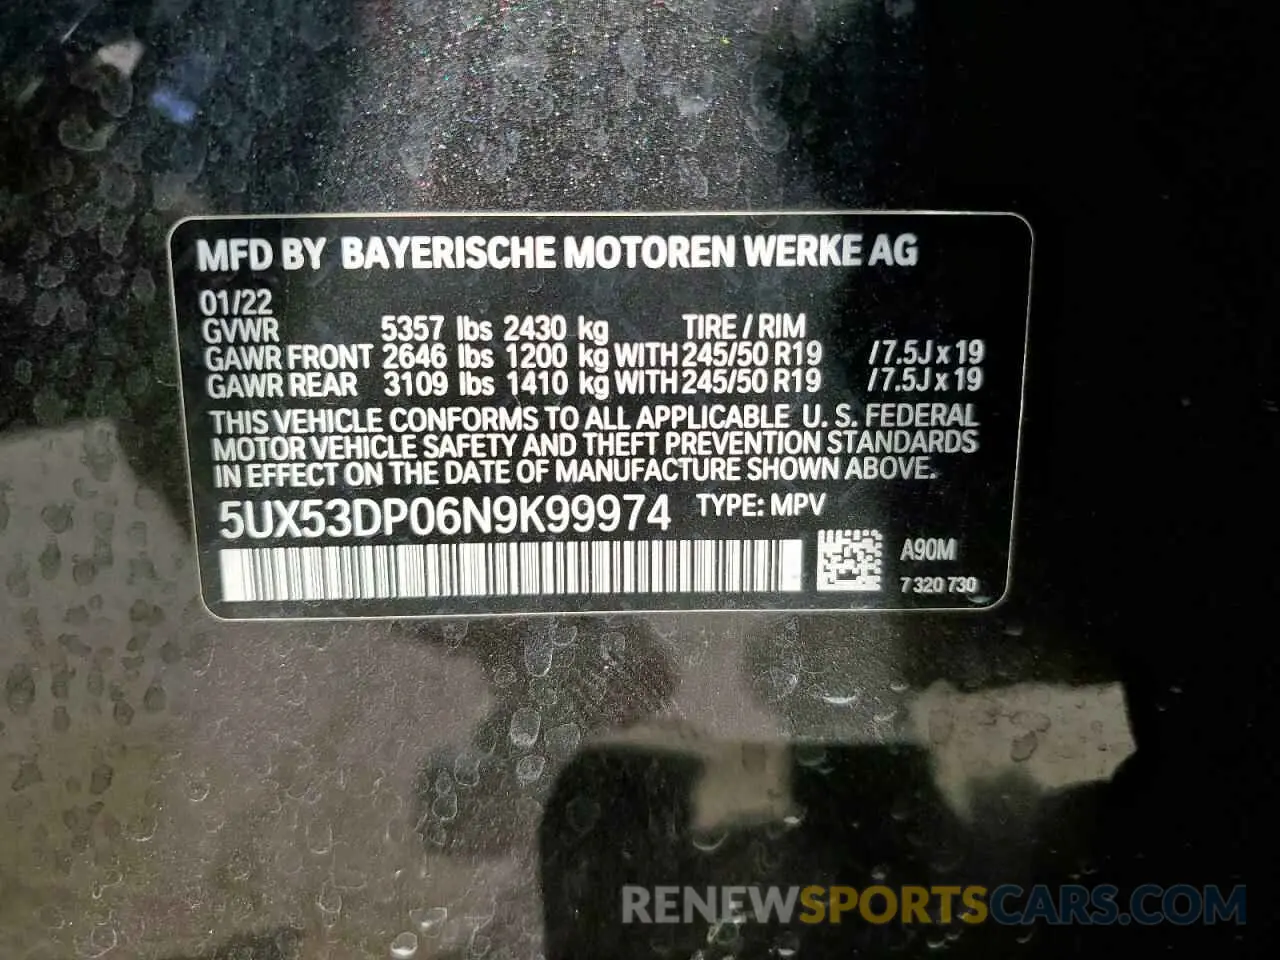 MFD BY BAYERISCHE MOTOREN WERKE AG
01/22
GVWR 5357 lbs 2430 kg TIRE / RIM
GAWR FRONT 2646 lbs 1200 kg WITH 245/50 R19 /7.5J x 19
GAWR REAR 3109 lbs 1410 kg WITH 245/50 R19 /7.5J x 19
THIS VEHICLE CONFORMS TO ALL APPLICABLE U. S. FEDERAL
MOTOR VEHICLE SAFETY AND THEFT PREVENTION STANDARDS
IN EFFECT ON THE DATE OF MANUFACTURE SHOWN ABOVE.
5UX53DP06N9K99974 TYPE: MPV
A90M
7 320 730
RENEWSPORTSCARS.COM